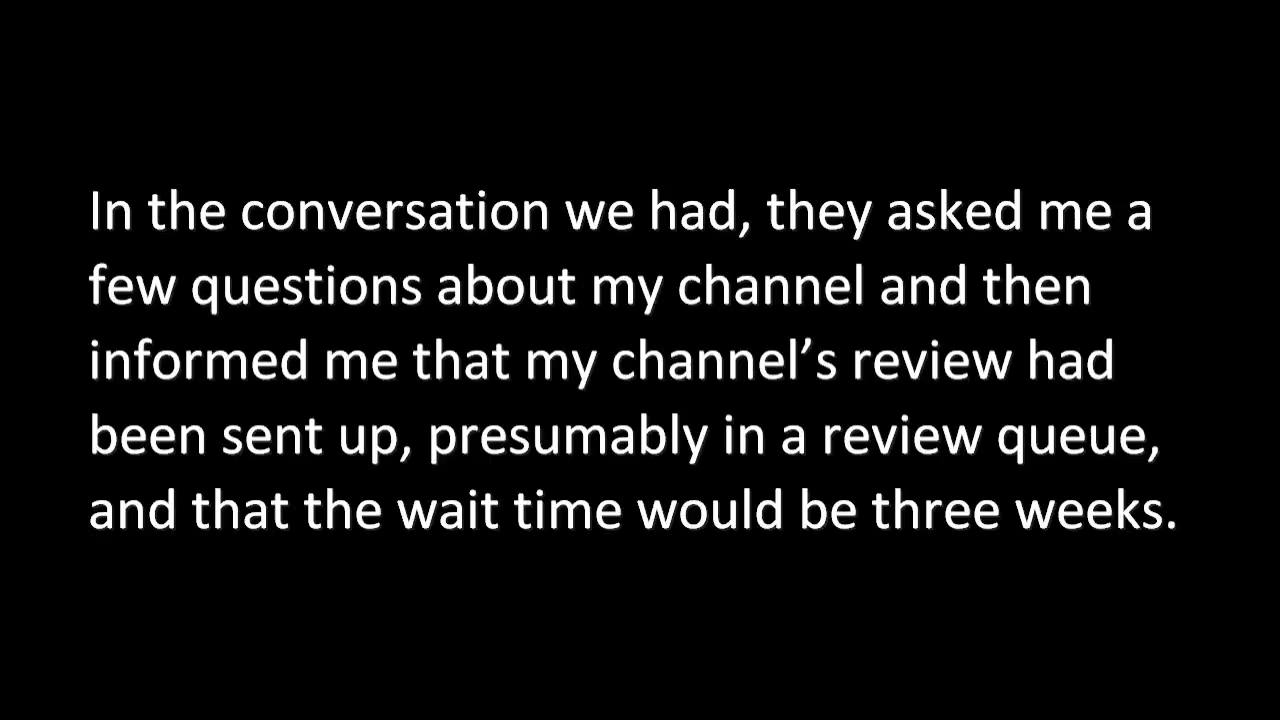 In the conversation we had, they asked me a
few questions about my channel and then
informed me that my channel’s review had
been sent up, presumably in a review queue,
and that the wait time would be three weeks.